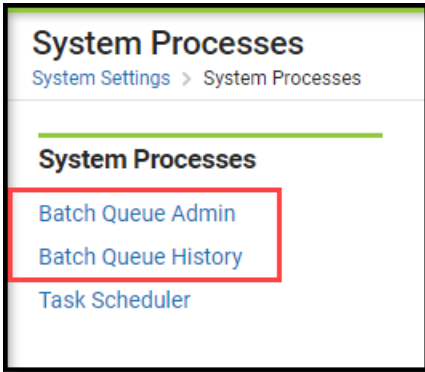 System Processes
System Settings > System Processes
System Processes
Batch Queue Admin
Batch Queue History
Task Scheduler